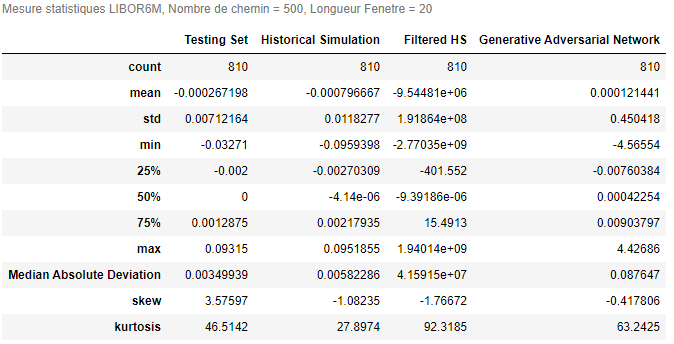 Mesure statistiques LIBOR6M, Nombre de chemin = 500, Longueur Fenetre = 20
Testing Set Historical Simulation Filtered HS Generative Adversarial Network
count 810 810 810 810
mean -0.000267198 -0.000796667 -9.54481e+06 0.000121441
std 0.00712164 0.0118277 1.91864e+08 0.450418
min -0.03271 -0.0959398 -2.77035e+09 -4.56554
25% -0.002 -0.00270309 -401.552 -0.00760384
50% 0 -4.14e-06 -9.39186e-06 0.00042254
75% 0.0012875 0.00217935 15.4913 0.00903797
max 0.09315 0.0951855 1.94014e+09 4.42686
Median Absolute Deviation 0.00349939 0.00582286 4.15915e+07 0.087647
skew 3.57597 -1.08235 -1.76672 -0.417806
kurtosis 46.5142 27.8974 92.3185 63.2425